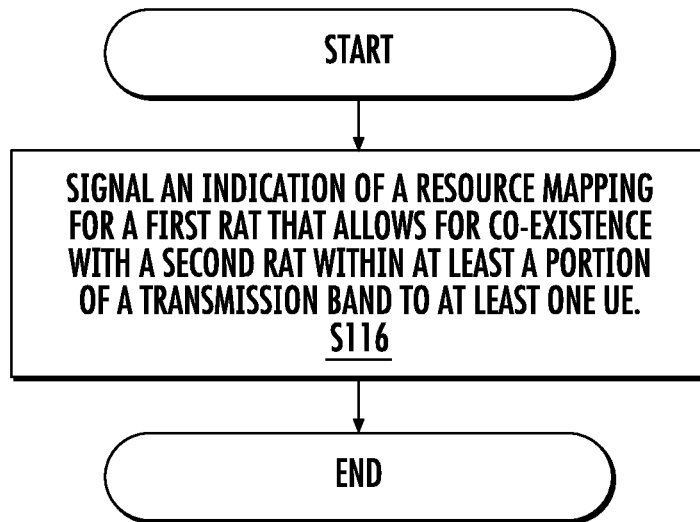 START
SIGNAL AN INDICATION OF A RESOURCE MAPPING
FOR A FIRST RAT THAT ALLOWS FOR CO-EXISTENCE
WITH A SECOND RAT WITHIN AT LEAST A PORTION
OF A TRANSMISSION BAND TO AT LEAST ONE UE.
S116
END